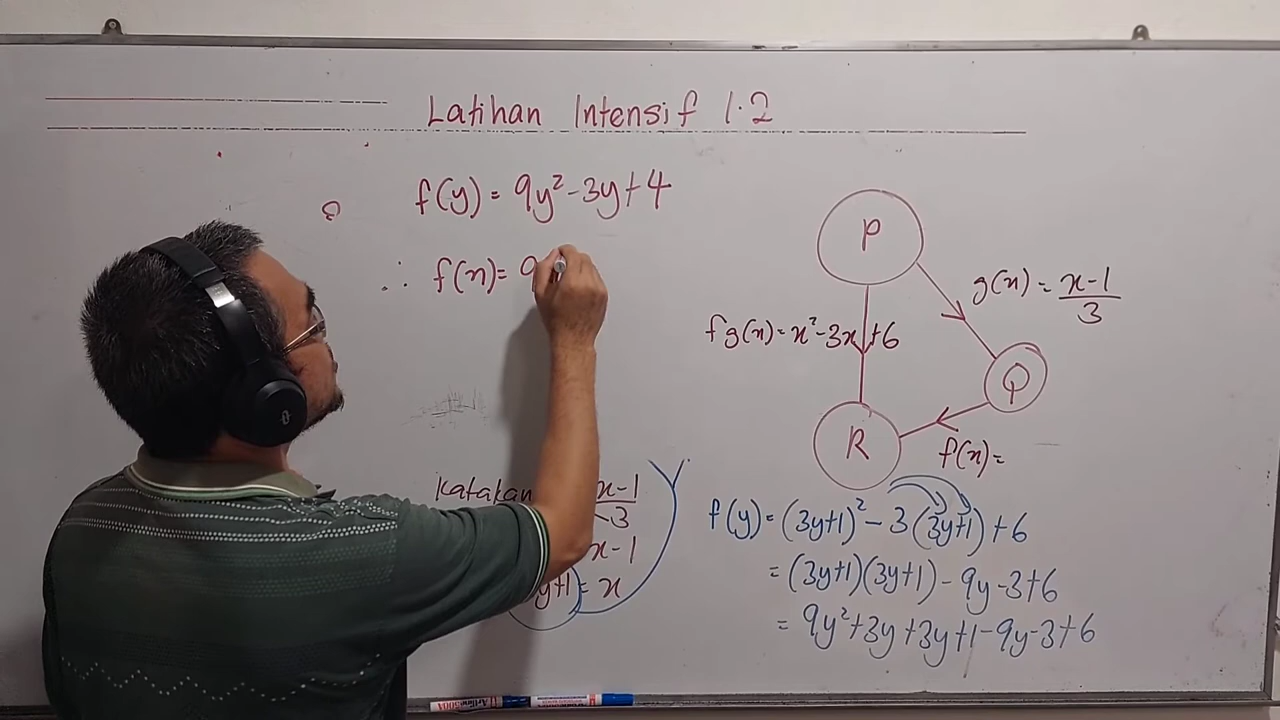 Latihan Intensif 1.2
f(y) = 9y² - 3y + 4
∴ f(x) = 9
P
g(x) = x-1/3
fg(x) = x² - 3x + 6
Q
R
f(x) =
Katakan x-1/3
x-1
y+1 = x
f(y) = (3y+1)² - 3(3y+1) + 6
= (3y+1)(3y+1) - 9y - 3 + 6
= 9y² + 3y + 3y + 1 - 9y - 3 + 6
Artline 500A